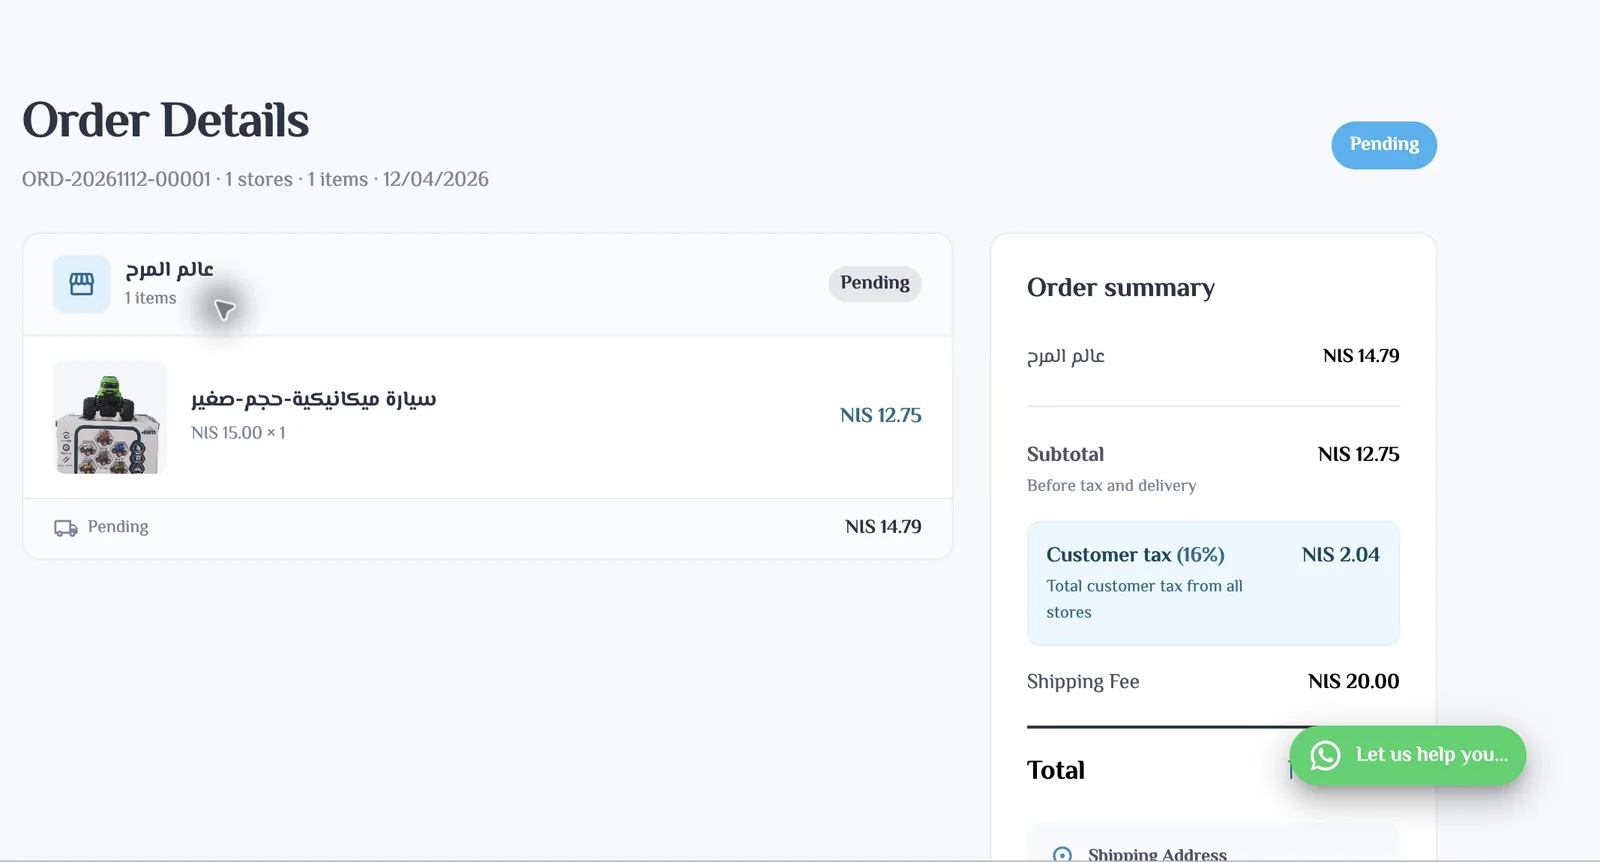 Order Details
ORD-20261112-00001 · 1 stores · 1 items · 12/04/2026
Pending
عالم المرح
1 items
Pending
سيارة ميكانيكية-حجم-صغير
NIS 15.00 × 1
NIS 12.75
Pending
NIS 14.79
Order summary
عالم المرح
NIS 14.79
Subtotal
NIS 12.75
Before tax and delivery
Customer tax (16%)
NIS 2.04
Total customer tax from all
stores
Shipping Fee
NIS 20.00
Total
Let us help you...
Shipping Address